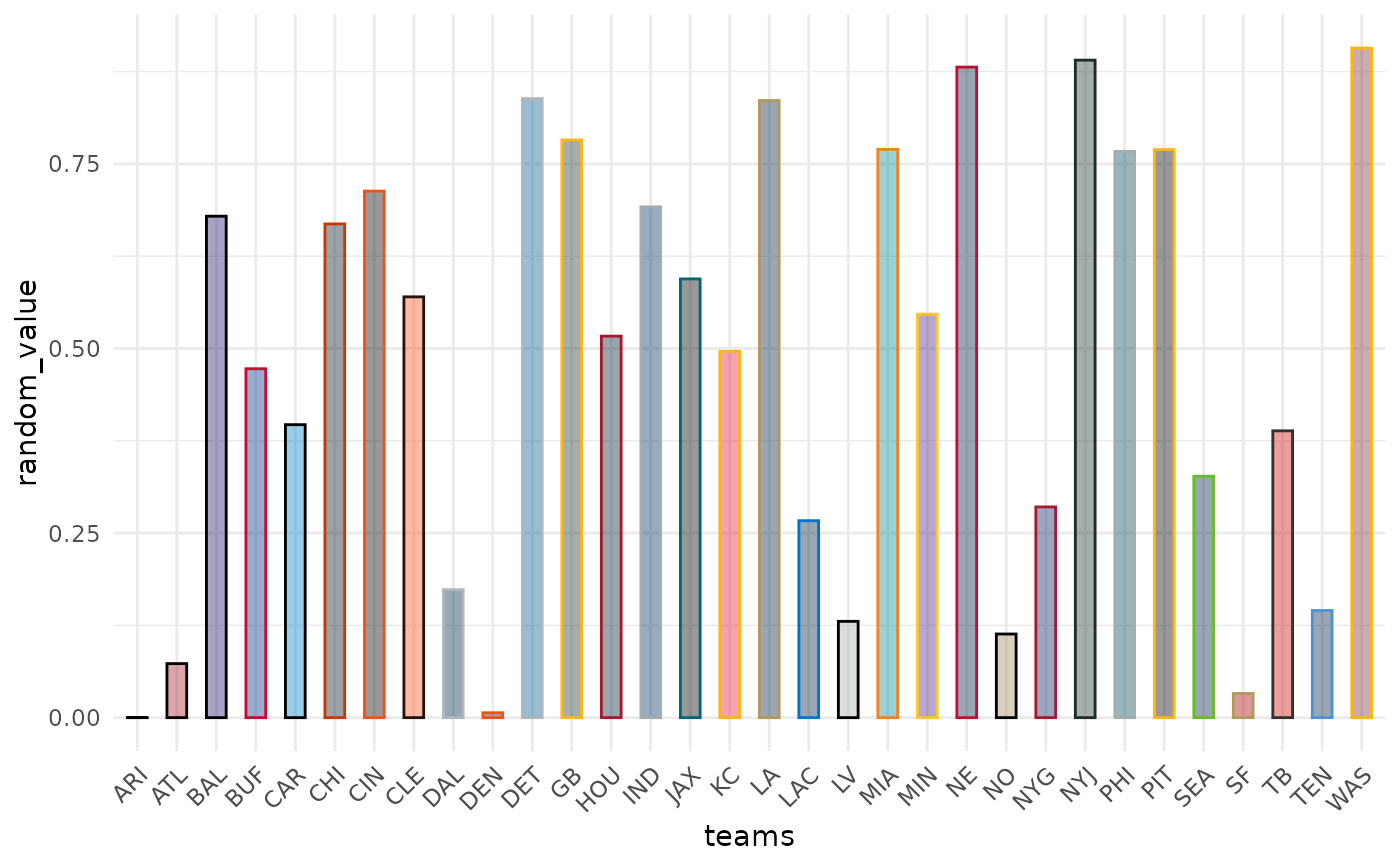 random_value
0.75
0.50
0.25
0.00
ARI ATL BAL BUF CAR CHI CIN CLE DAL DEN DET GB HOU IND JAX KC LA LAC LV MIA MIN NE NO NYG NYJ PHI PIT SEA SF TB TEN WAS
teams